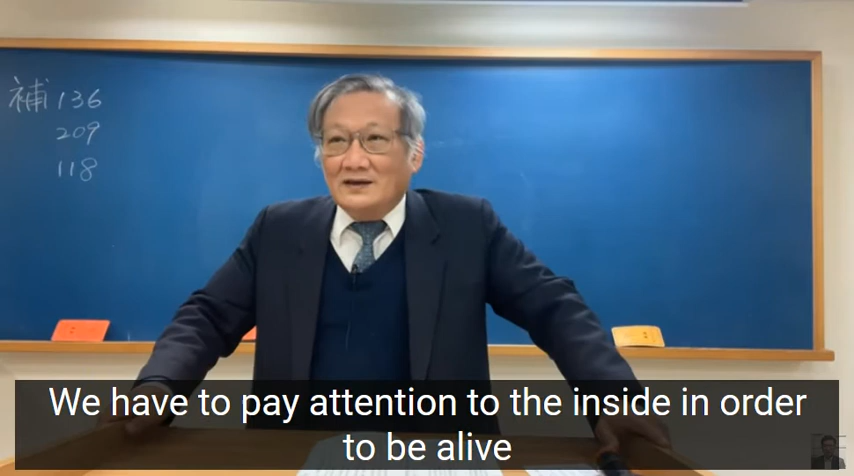 補136
209
118
We have to pay attention to the inside in order
to be alive